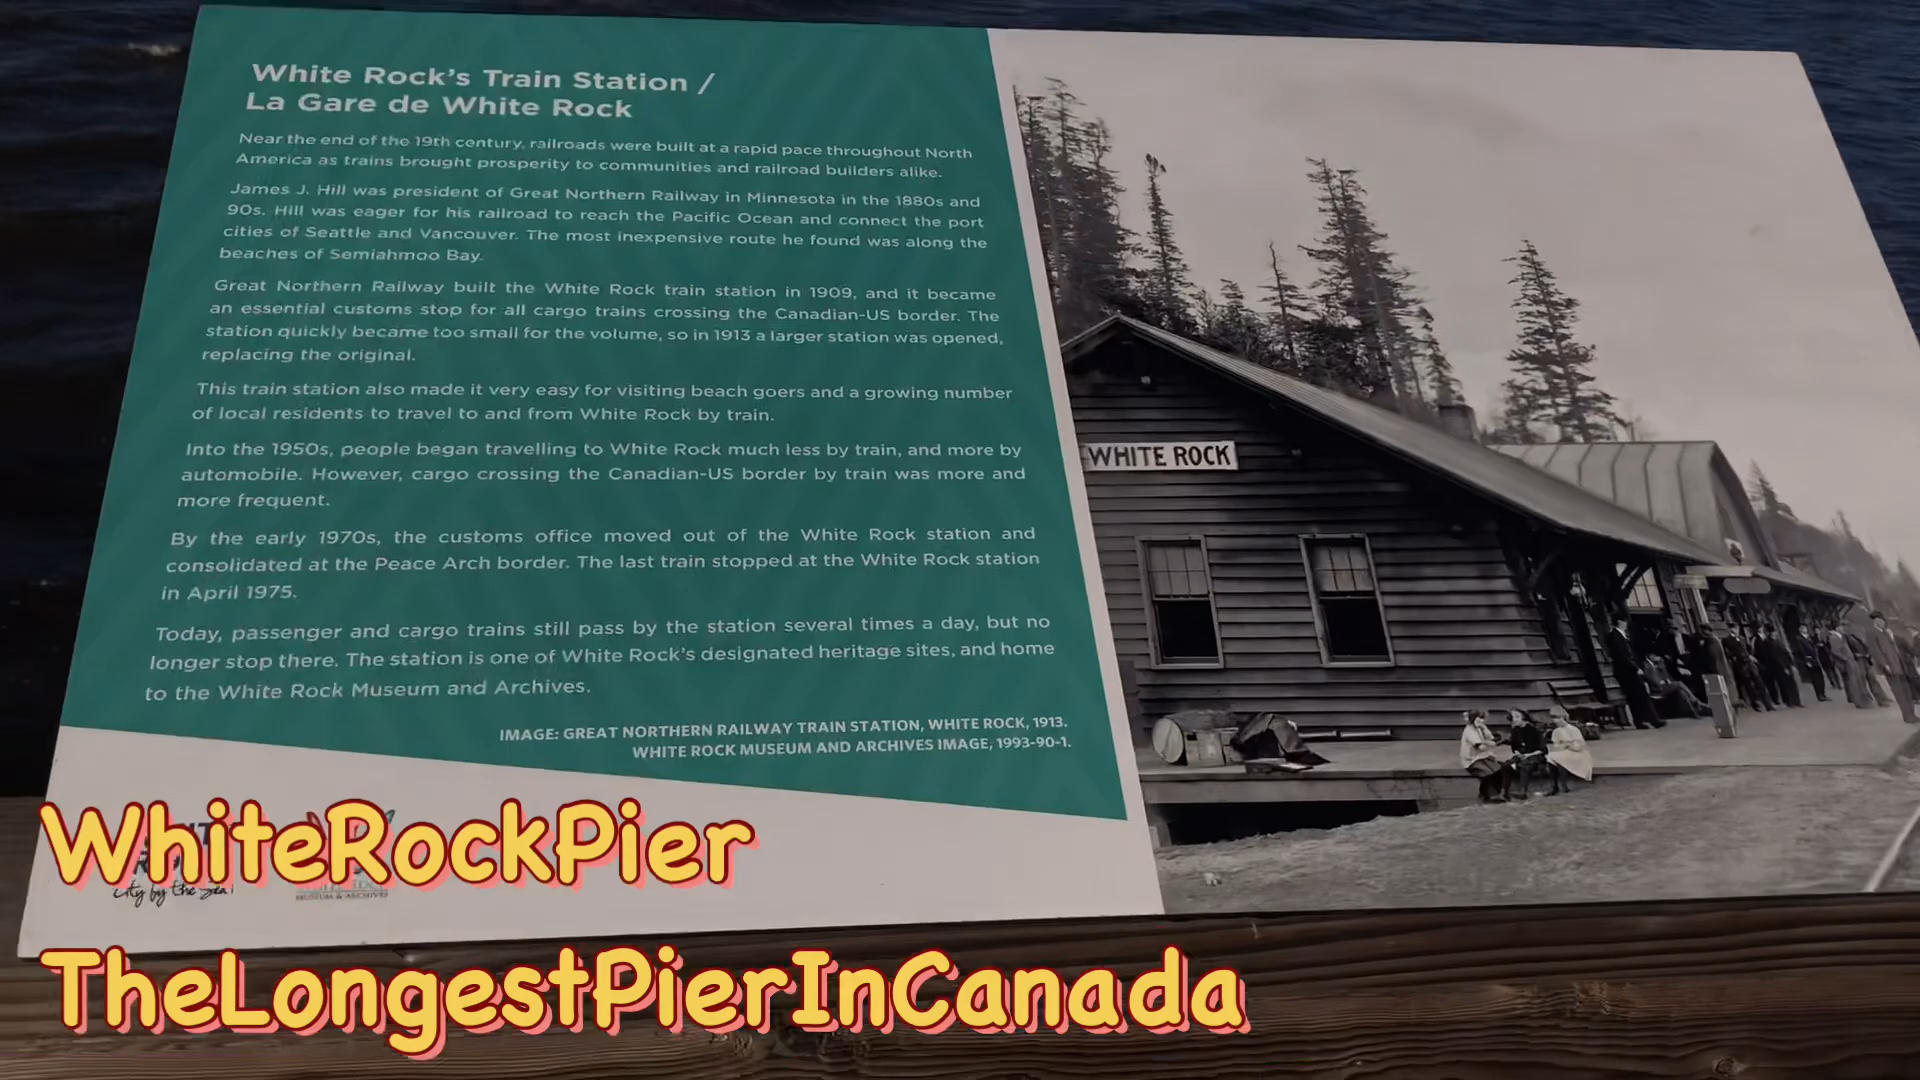 White Rock's Train Station /
La Gare de White Rock
Near the end of the 19th century, railroads were built at a rapid pace throughout North
America as trains brought prosperity to communities and railroad builders alike.
James J. Hill was president of Great Northern Railway in Minnesota in the 1880s and
90s. Hill was eager for his railroad to reach the Pacific Ocean and connect the port
cities of Seattle and Vancouver. The most inexpensive route he found was along the
beaches of Semiahmoo Bay.
Great Northern Railway built the White Rock train station in 1909, and it became
an essential customs stop for all cargo trains crossing the Canadian-US border. The
station quickly became too small for the volume, so in 1913 a larger station was opened,
replacing the original.
This train station also made it very easy for visiting beach goers and a growing number
of local residents to travel to and from White Rock by train.
Into the 1950s, people began travelling to White Rock much less by train, and more by
automobile. However, cargo crossing the Canadian-US border by train was more and
more frequent.
By the early 1970s, the customs office moved out of the White Rock station and
consolidated at the Peace Arch border. The last train stopped at the White Rock station
in April 1975.
Today, passenger and cargo trains still pass by the station several times a day, but no
longer stop there. The station is one of White Rock's designated heritage sites, and home
to the White Rock Museum and Archives.
IMAGE: GREAT NORTHERN RAILWAY TRAIN STATION, WHITE ROCK, 1913.
WHITE ROCK MUSEUM AND ARCHIVES IMAGE, 1993-90-1.
WHITE ROCK
City by the Sea!
MUSEUM & ARCHIVES
WhiteRockPier
TheLongestPierInCanada